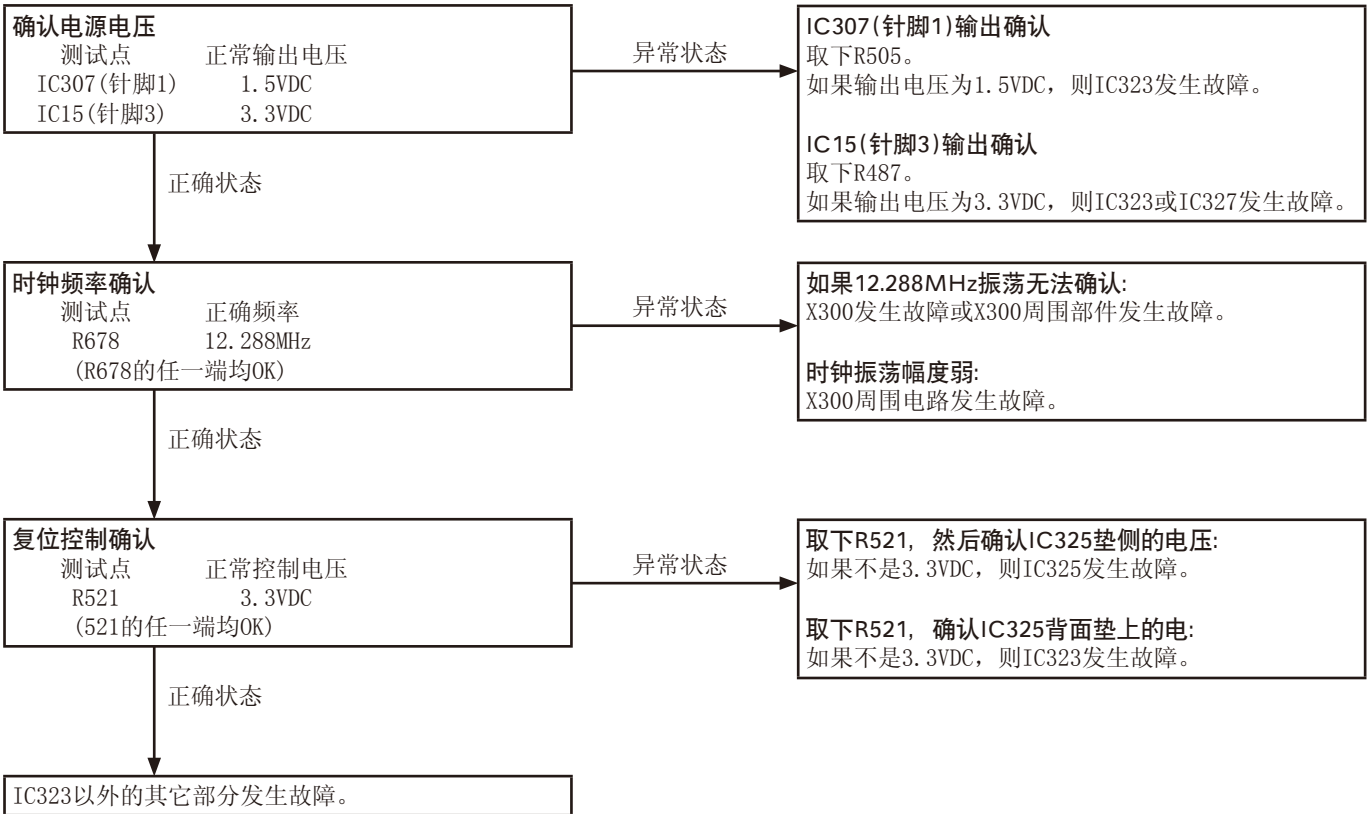 确认电源电压
测试点 正常输出电压
IC307(针脚1) 1.5VDC
IC15(针脚3) 3.3VDC
异常状态
IC307(针脚1)输出确认
取下R505。
如果输出电压为1.5VDC，则IC323发生故障。
IC15(针脚3)输出确认
取下R487。
如果输出电压为3.3VDC，则IC323或IC327发生故障。
正确状态
时钟频率确认
测试点 正确频率
R678 12.288MHz
(R678的任一端均OK)
异常状态
如果12.288MHz振荡无法确认:
X300发生故障或X300周围部件发生故障。
时钟振荡幅度弱:
X300周围电路发生故障。
正确状态
复位控制确认
测试点 正常控制电压
R521 3.3VDC
(521的任一端均OK)
异常状态
取下R521，然后确认IC325垫侧的电压:
如果不是3.3VDC，则IC325发生故障。
取下R521，确认IC325背面垫上的电:
如果不是3.3VDC，则IC323发生故障。
正确状态
IC323以外的其它部分发生故障。